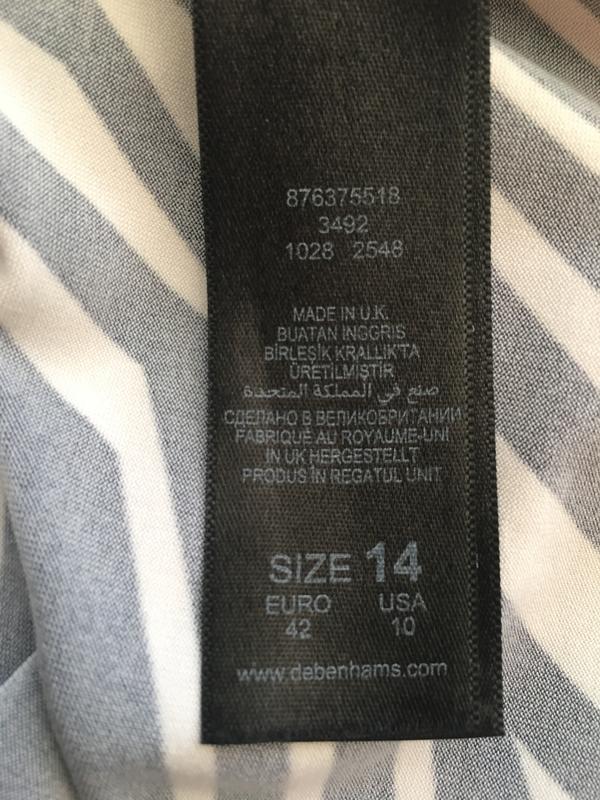 876375518
3492
1028 2548
MADE IN U.K.
BUATAN INGGRIS
BİRLEŞİK KRALLIK'TA
ÜRETİLMİŞTİR
صنع في المملكة المتحدة
СДЕЛАНО В ВЕЛИКОБРИТАНИИ
FABRIQUÉ AU ROYAUME-UNI
IN UK HERGESTELLT
PRODUS ÎN REGATUL UNIT
SIZE 14
EURO USA
42 10
www.debenhams.com